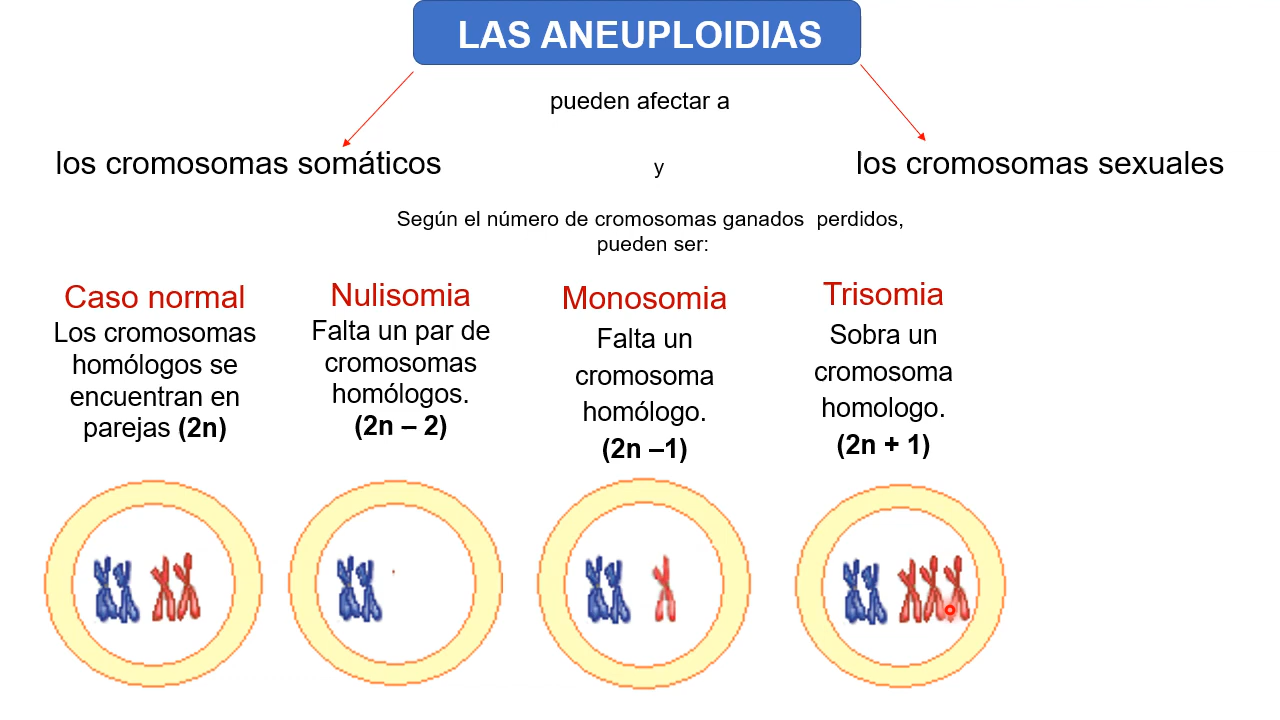 LAS ANEUPLOIDIAS
pueden afectar a
los cromosomas somáticos
y
los cromosomas sexuales
Según el número de cromosomas ganados  perdidos,
pueden ser:
Caso normal
Los cromosomas
homólogos se
encuentran en
parejas (2n)
Nulisomia
Falta un par de
cromosomas
homólogos.
(2n – 2)
Monosomia
Falta un
cromosoma
homólogo.
(2n –1)
Trisomia
Sobra un
cromosoma
homologo.
(2n + 1)